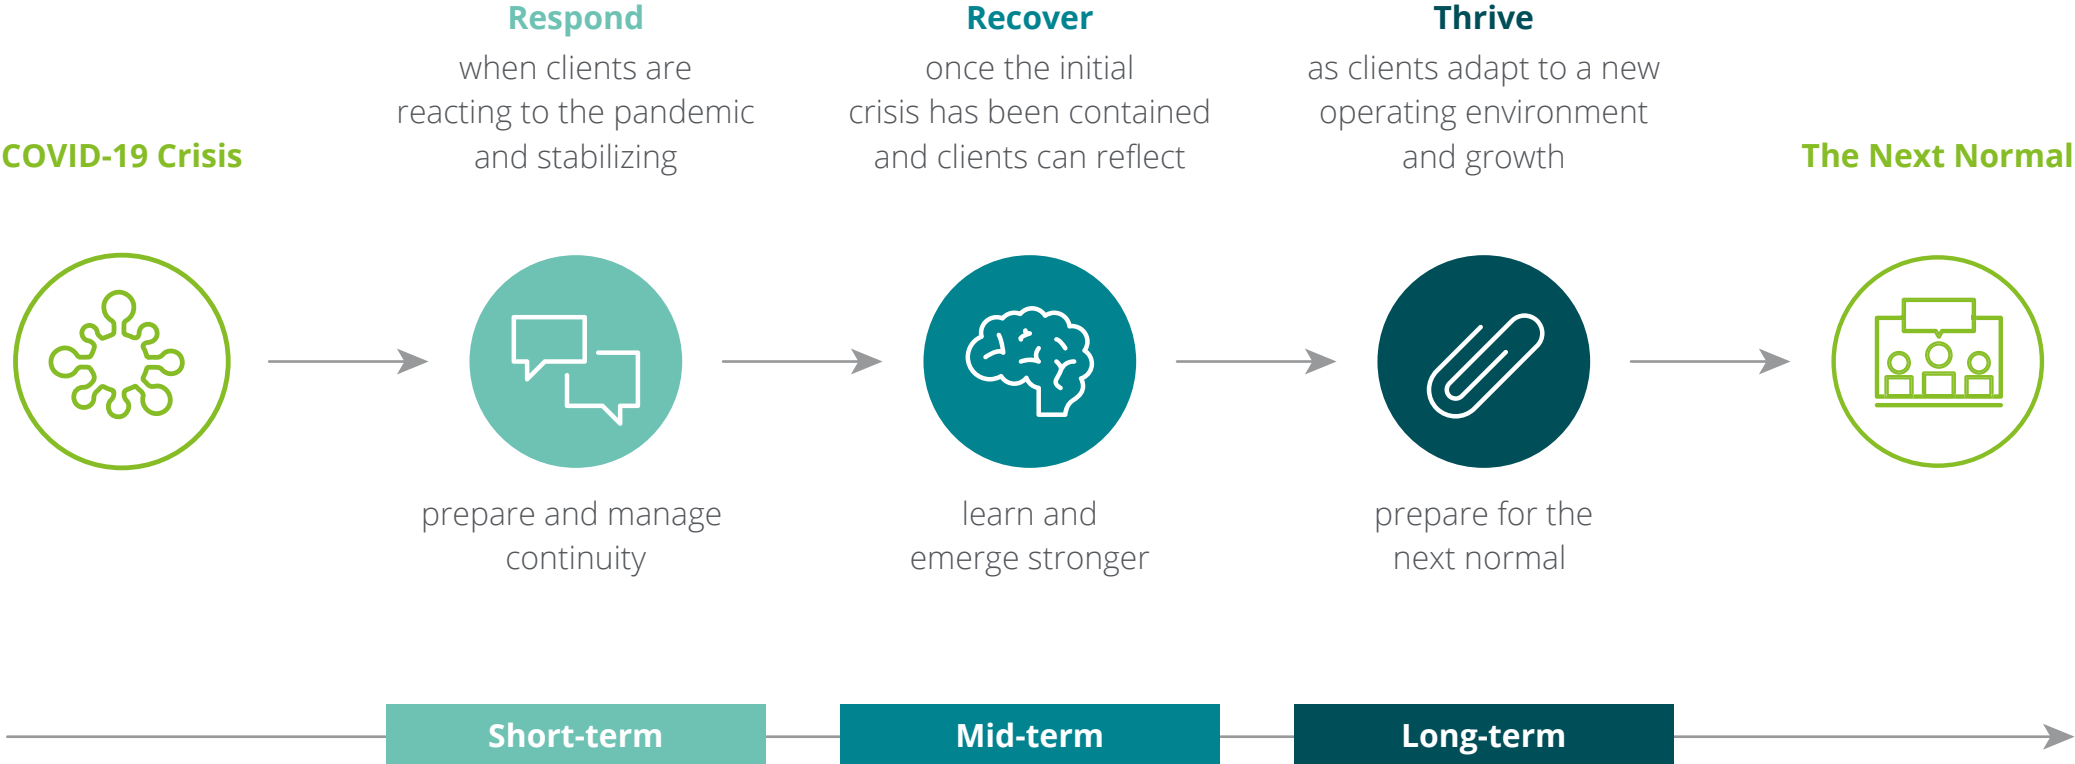 COVID-19 Crisis
Respond
when clients are
reacting to the pandemic
and stabilizing
prepare and manage
continuity
Recover
once the initial
crisis has been contained
and clients can reflect
learn and
emerge stronger
Thrive
as clients adapt to a new
operating environment
and growth
prepare for the
next normal
The Next Normal
Short-term
Mid-term
Long-term